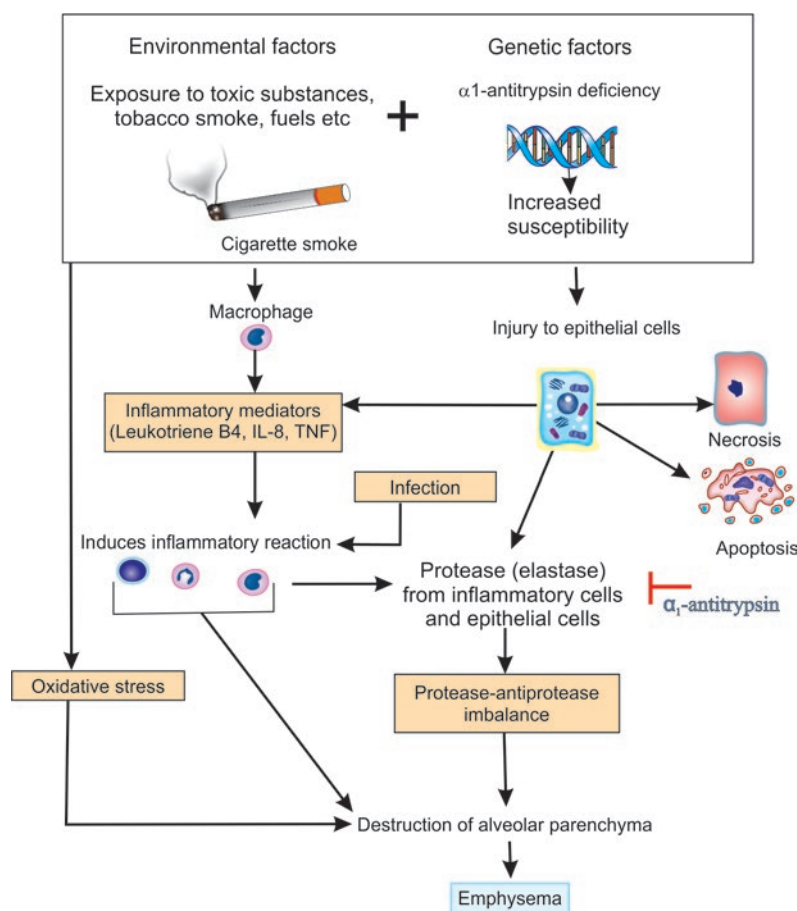 Environmental factors
Exposure to toxic substances,
tobacco smoke, fuels etc
Cigarette smoke
+
Genetic factors
α1-antitrypsin deficiency
Increased
susceptibility
Macrophage
Injury to epithelial cells
Inflammatory mediators
(Leukotriene B4, IL-8, TNF)
Necrosis
Infection
Apoptosis
Induces inflammatory reaction
Protease (elastase)
from inflammatory cells
and epithelial cells
α₁-antitrypsin
Oxidative stress
Protease-antiprotease
imbalance
Destruction of alveolar parenchyma
Emphysema